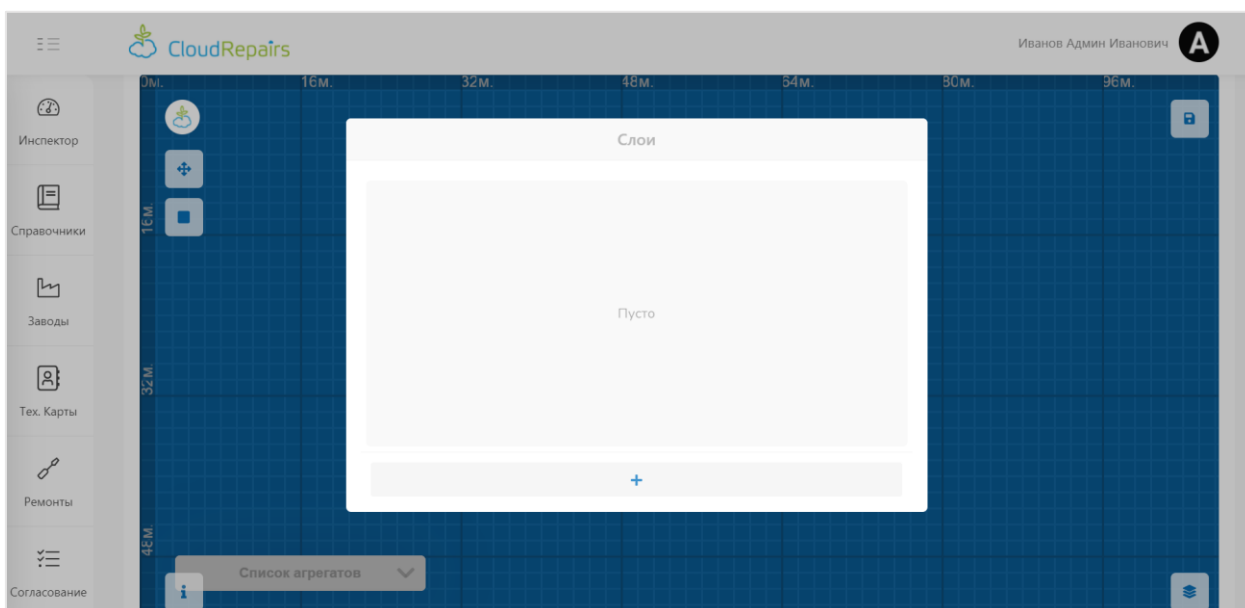 CloudRepairs
Иванов Админ Иванович
A
0м. 16м. 32м. 48м. 64м. 80м. 96м.
Инспектор
Слои
Справочники
16м.
Заводы
Пусто
32м.
Тех. Карты
+
Ремонты
48м.
Список агрегатов
i
Согласование